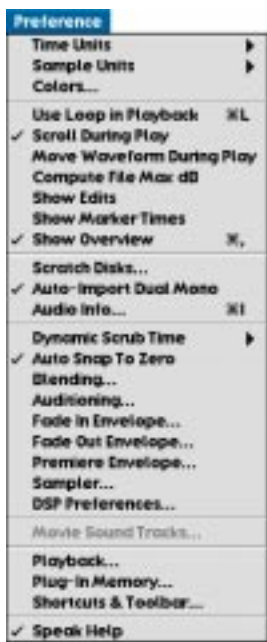 Preference
Time Units
Sample Units
Colors...
Use Loop in Playback ⌘L
✓ Scroll During Play
Move Waveform During Play
Compute File Max dB
Show Edits
Show Marker Times
✓ Show Overview ⌘,
Scratch Disks...
✓ Auto-Import Dual Mono
Audio Info... ⌘I
Dynamic Scrub Time
✓ Auto Snap To Zero
Blending...
Auditioning...
Fade In Envelope...
Fade Out Envelope...
Premiere Envelope...
Sampler...
DSP Preferences...
Movie Sound Tracks...
Playback...
Plug-In Memory...
Shortcuts & Toolbar...
✓ Speak Help